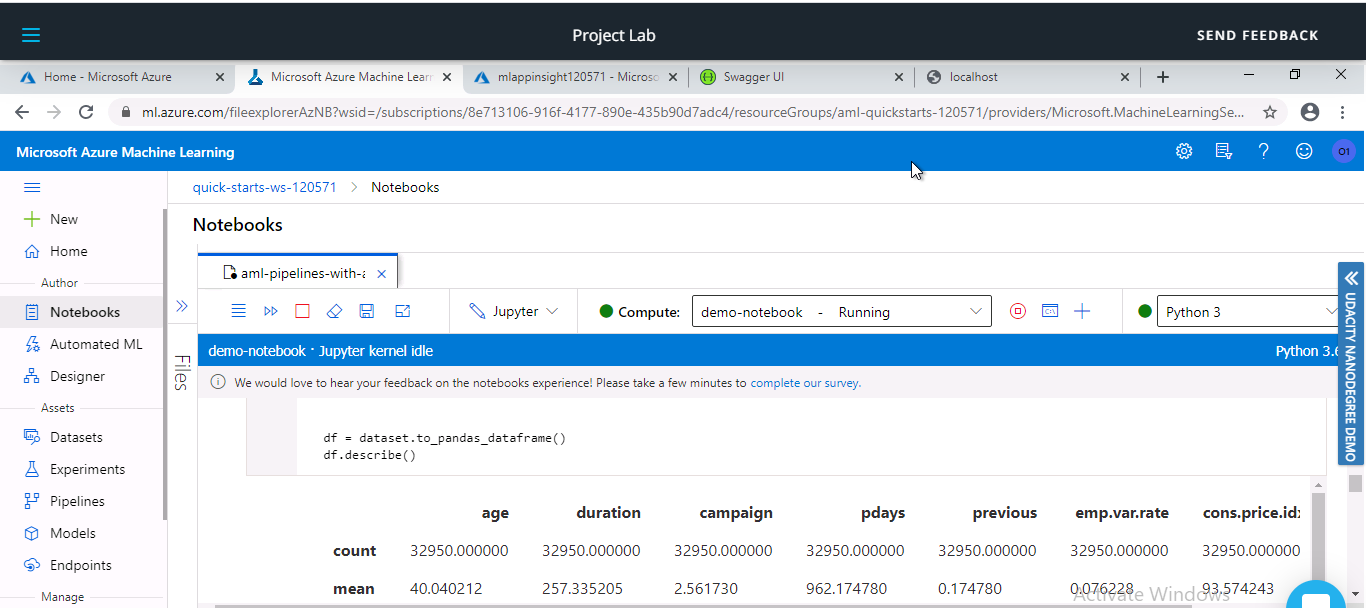 Project Lab
SEND FEEDBACK
Home - Microsoft Azure
Microsoft Azure Machine Lear
mlappinsight120571 - Microsc
Swagger UI
localhost
ml.azure.com/fileexplorerAzNB?wsid=/subscriptions/8e713106-916f-4177-890e-435b90d7adc4/resourceGroups/aml-quickstarts-120571/providers/Microsoft.MachineLearningSe...
Microsoft Azure Machine Learning
O1
quick-starts-ws-120571 > Notebooks
New
Home
Author
Notebooks
Automated ML
Designer
Assets
Datasets
Experiments
Pipelines
Models
Endpoints
Manage
Files
Notebooks
aml-pipelines-with-a
Jupyter
Compute:
demo-notebook - Running
Python 3
demo-notebook · Jupyter kernel idle
Python 3.6
We would love to hear your feedback on the notebooks experience! Please take a few minutes to complete our survey.
df = dataset.to_pandas_dataframe()
df.describe()
age duration campaign pdays previous emp.var.rate cons.price.id
count 32950.000000 32950.000000 32950.000000 32950.000000 32950.000000 32950.000000 32950.000000
mean 40.040212 257.335205 2.561730 962.174780 0.174780 0.076228 93.574243
Activate Windows
UDACITY NANODEGREE DEMO